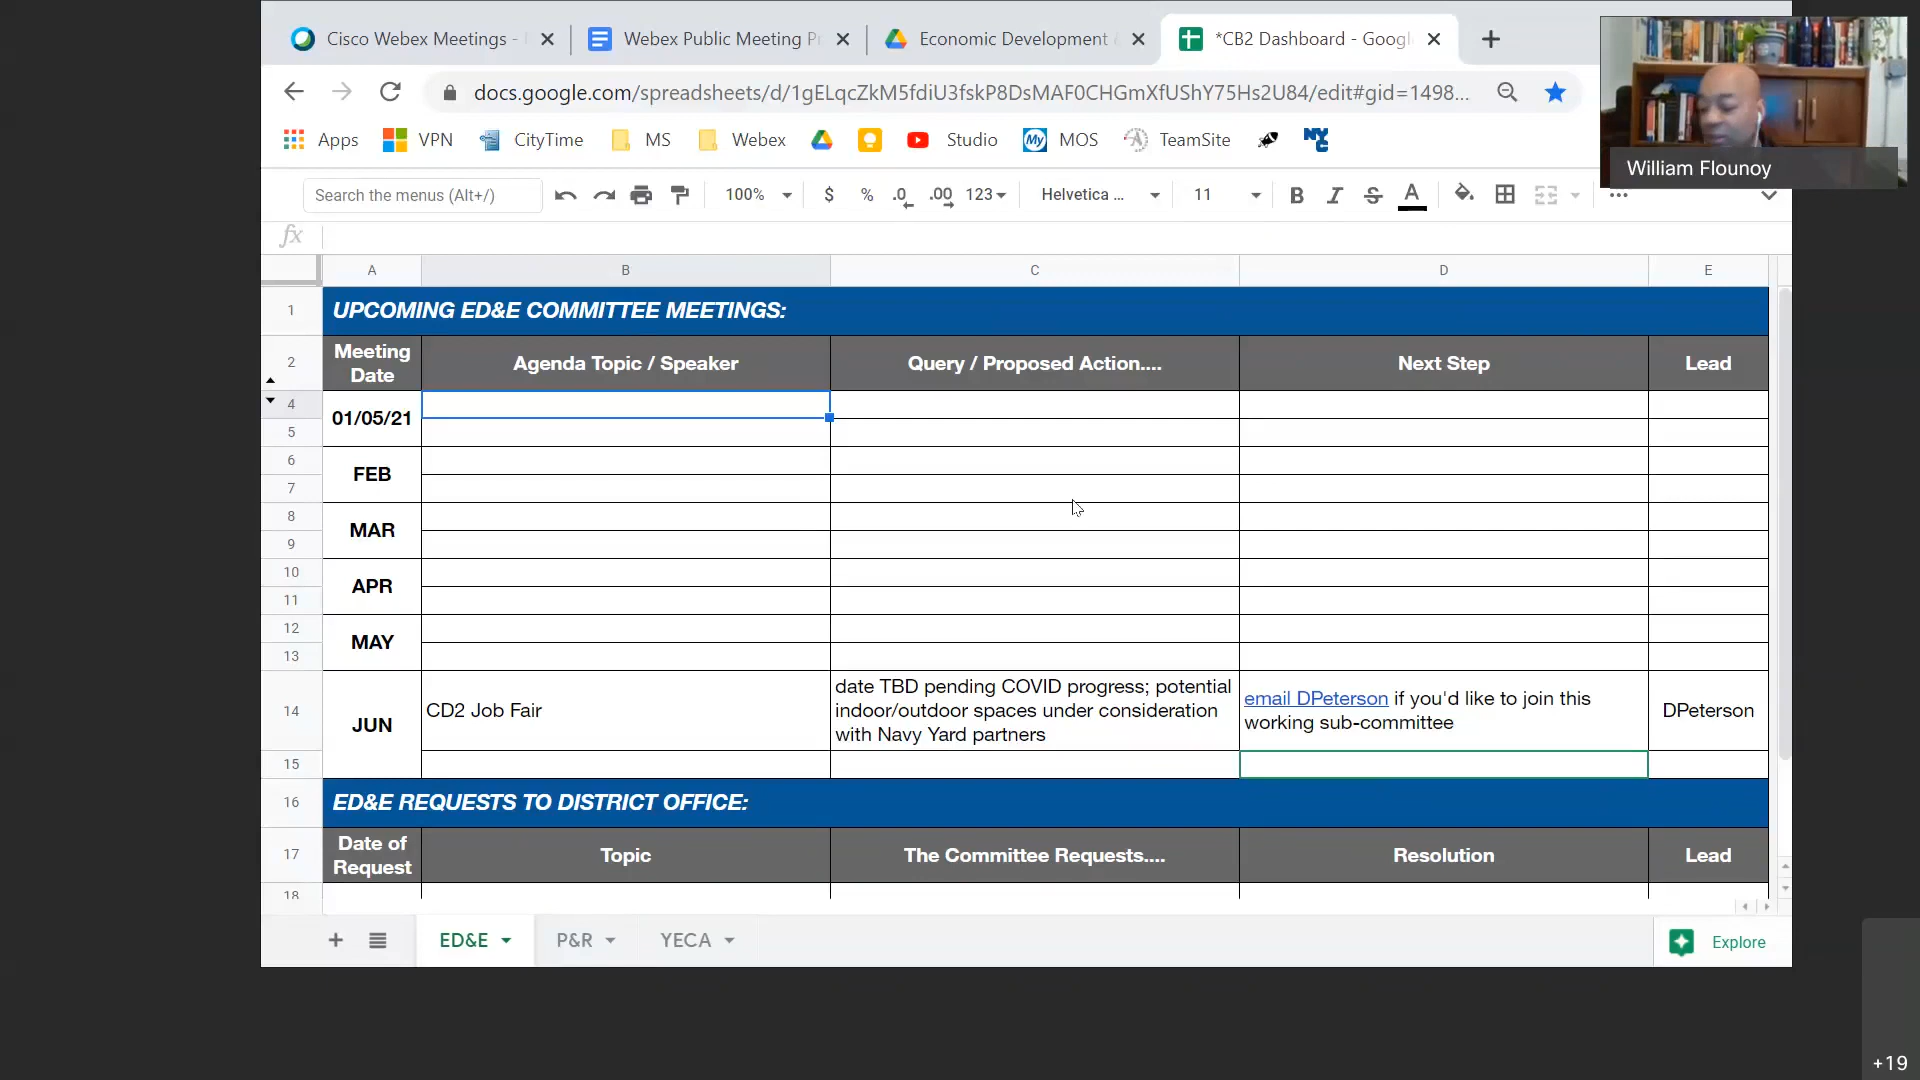 Cisco Webex Meetings -
Webex Public Meeting Pr
Economic Development
*CB2 Dashboard - Googl
William Flounoy
docs.google.com/spreadsheets/d/1gELqcZkM5fdiU3fskP8DsMAF0CHGmXfUShY75Hs2U84/edit#gid=1498...
Apps VPN CityTime MS Webex Studio My MOS TeamSite NYC
Search the menus (Alt+/) 100% $ % .0 .00 123 Helvetica ... 11 B I S A
fx
A B C D E
1 UPCOMING ED&E COMMITTEE MEETINGS:
2 Meeting Date Agenda Topic / Speaker Query / Proposed Action.... Next Step Lead
4 01/05/21
5
6 FEB
7
8 MAR
9
10 APR
11
12 MAY
13
14 JUN
CD2 Job Fair
date TBD pending COVID progress; potential
indoor/outdoor spaces under consideration
with Navy Yard partners
email DPeterson if you'd like to join this
working sub-committee
DPeterson
15
16 ED&E REQUESTS TO DISTRICT OFFICE:
17 Date of Request Topic The Committee Requests.... Resolution Lead
18
ED&E P&R YECA Explore
+19